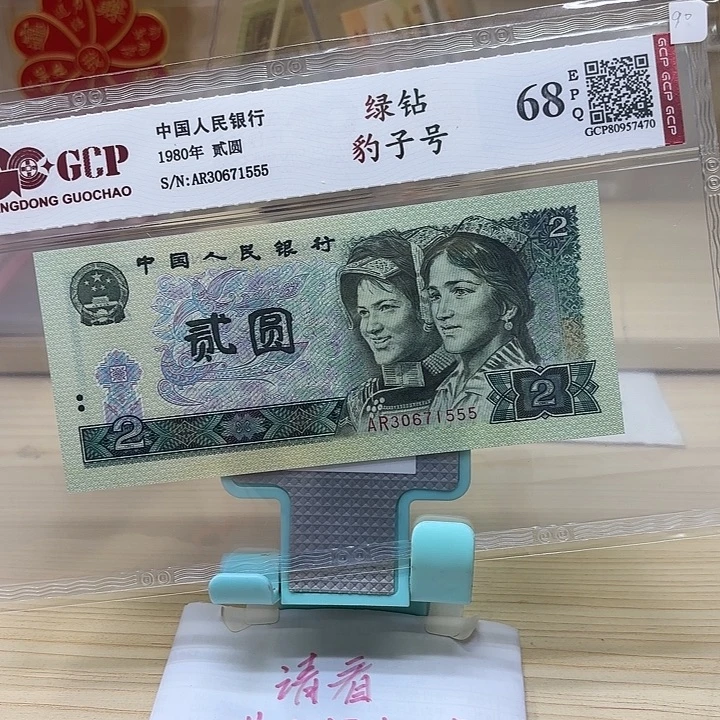 GCP
NGDONG GUOCHAO
中国人民银行
1980年 贰圆
S/N:AR30671555
绿钻
豹子号
68
EPQ
GCP80957470
GCP GCP GCP
中国人民银行
2
贰圆
2
2
AR30671555
请看